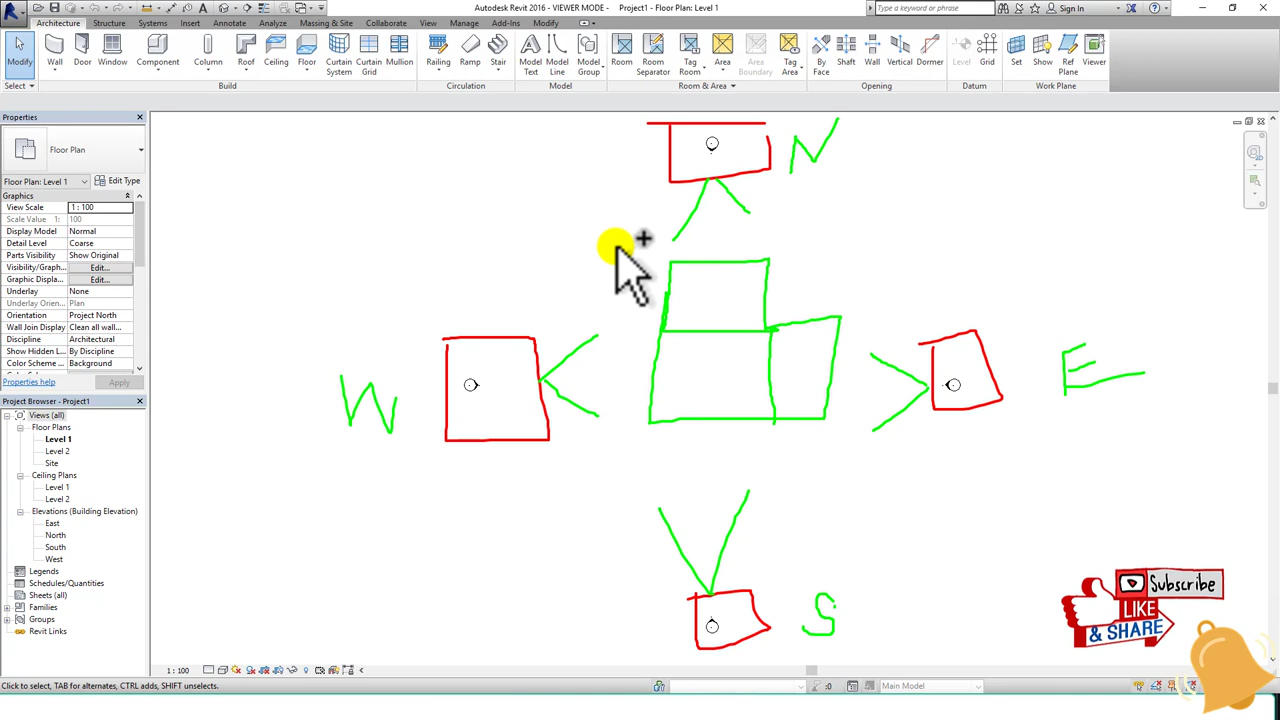 Autodesk Revit 2016 - VIEWER MODE - Project1 - Floor Plan: Level 1
Type a keyword or phrase
Sign In
Architecture Structure Systems Insert Annotate Analyze Massing & Site Collaborate View Manage Add-Ins Modify
Modify Wall Door Window Component Column Roof Ceiling Floor Curtain System Curtain Grid Mullion Railing Ramp Stair Model Text Model Line Model Group Room Room Separator Tag Room Area Area Boundary Tag Area By Face Shaft Wall Vertical Dormer Level Grid Set Show Ref Plane Viewer
Select Build Circulation Model Room & Area Opening Datum Work Plane
Properties
Floor Plan
Floor Plan: Level 1 Edit Type
Graphics
View Scale 1 : 100
Scale Value 1: 100
Display Model Normal
Detail Level Coarse
Parts Visibility Show Original
Visibility/Graph... Edit...
Graphic Displa... Edit...
Underlay None
Underlay Orien... Plan
Orientation Project North
Wall Join Display Clean all wall...
Discipline Architectural
Show Hidden L... By Discipline
Color Scheme ... Background
Properties help Apply
Project Browser - Project1
Views (all)
Floor Plans
Level 1
Level 2
Site
Ceiling Plans
Level 1
Level 2
Elevations (Building Elevation)
East
North
South
West
Legends
Schedules/Quantities
Sheets (all)
Families
Groups
Revit Links
N
W
E
S
Subscribe
LIKE
& SHARE
1 : 100
Click to select, TAB for alternates, CTRL adds, SHIFT unselects.
:0
Main Model